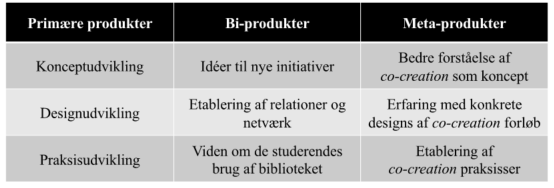 Primære produkter Bi-produkter Meta-produkter
Konceptudvikling Idéer til nye initiativer Bedre forståelse af
co-creation som koncept
Designudvikling Etablering af relationer og
netværk Erfaring med konkrete
designs af co-creation forløb
Praksisudvikling Viden om de studerendes
brug af biblioteket Etablering af
co-creation praksisser